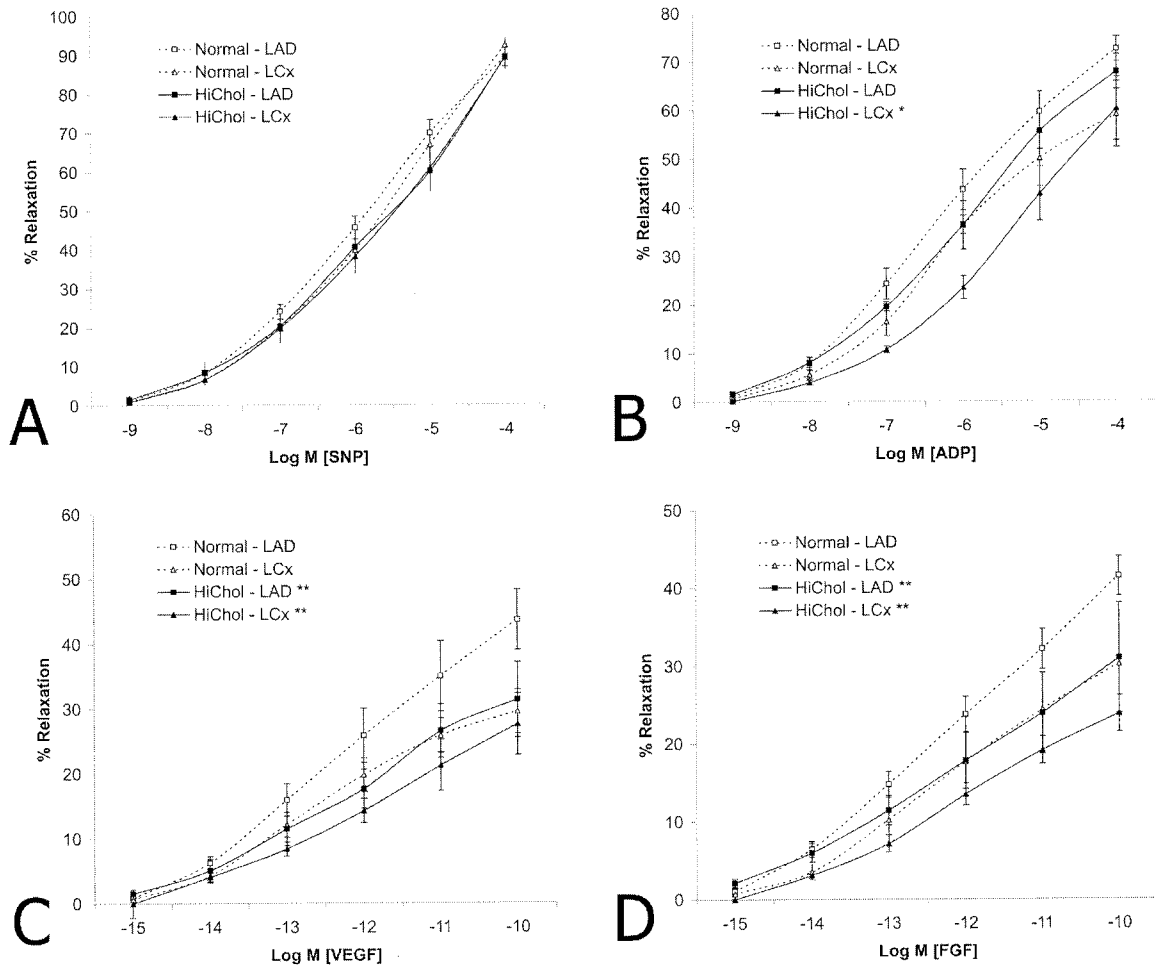 100
90
80
70
60
50
40
30
20
10
0
% Relaxation
Normal - LAD
Normal - LCx
HiChol - LAD
HiChol - LCx
-9
-8
-7
-6
-5
-4
Log M [SNP]
A
80
70
60
50
40
30
20
10
0
% Relaxation
Normal - LAD
Normal - LCx
HiChol - LAD
HiChol - LCx *
-9
-8
-7
-6
-5
-4
Log M [ADP]
B
60
50
40
30
20
10
0
% Relaxation
Normal - LAD
Normal - LCx
HiChol - LAD **
HiChol - LCx **
-15
-14
-13
-12
-11
-10
Log M [VEGF]
C
50
40
30
20
10
0
% Relaxation
Normal - LAD
Normal - LCx
HiChol - LAD **
HiChol - LCx **
-15
-14
-13
-12
-11
-10
Log M [FGF]
D